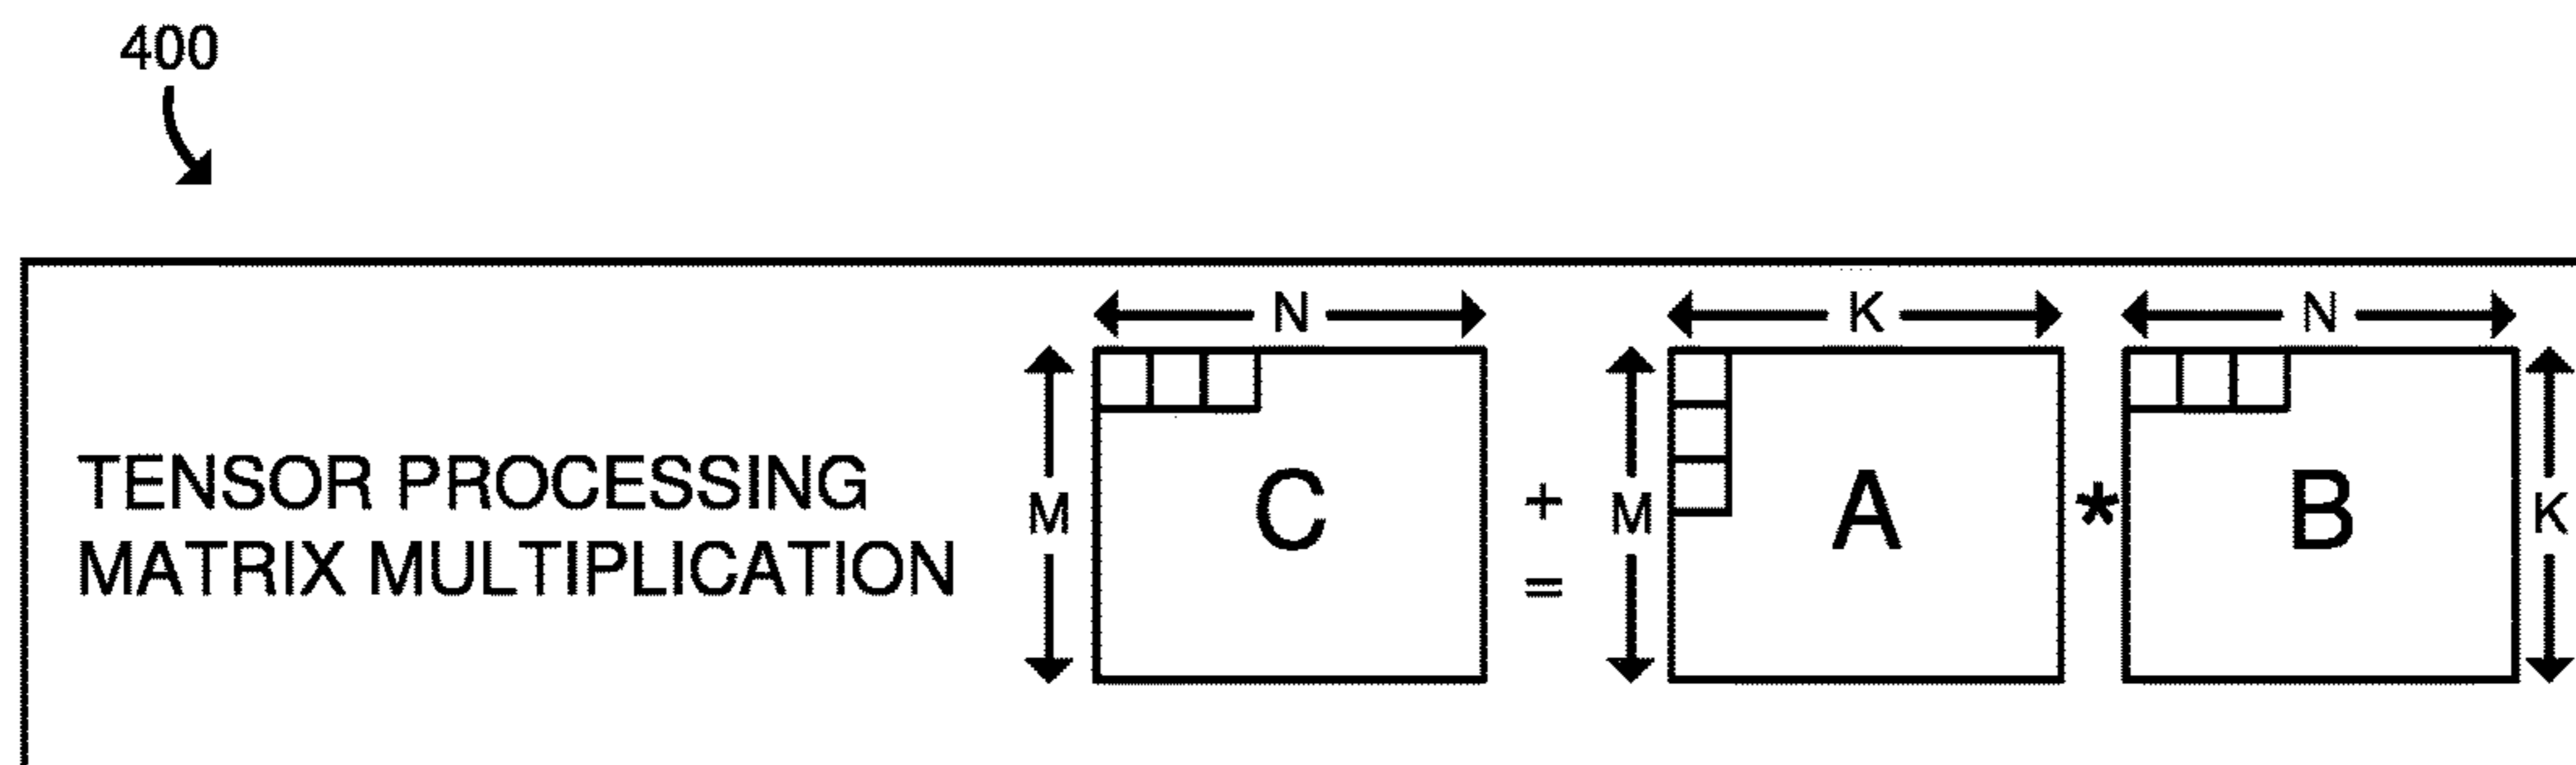 400
N K N
TENSOR PROCESSING
MATRIX MULTIPLICATION
M C + M A * B K
=